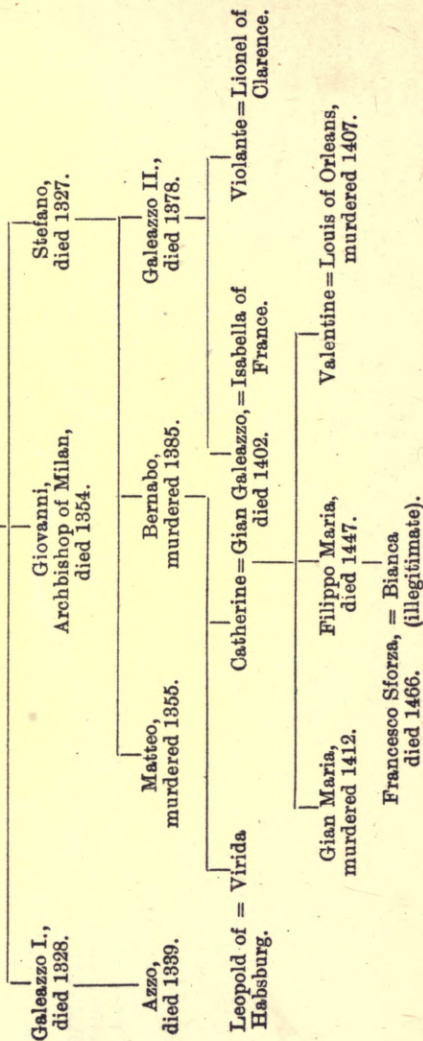 Galeazzo I.,
died 1328.
Giovanni,
Archbishop of Milan,
died 1354.
Stefano,
died 1327.
Azzo,
died 1339.
Matteo,
murdered 1355.
Bernabo,
murdered 1385.
Galeazzo II.,
died 1378.
Leopold of = Virida
Habsburg.
Catherine = Gian Galeazzo, = Isabella of
died 1402. France.
Violante = Lionel of
Clarence.
Gian Maria,
murdered 1412.
Filippo Maria,
died 1447.
Valentine = Louis of Orleans,
murdered 1407.
Francesco Sforza, = Bianca
died 1466. (illegitimate).